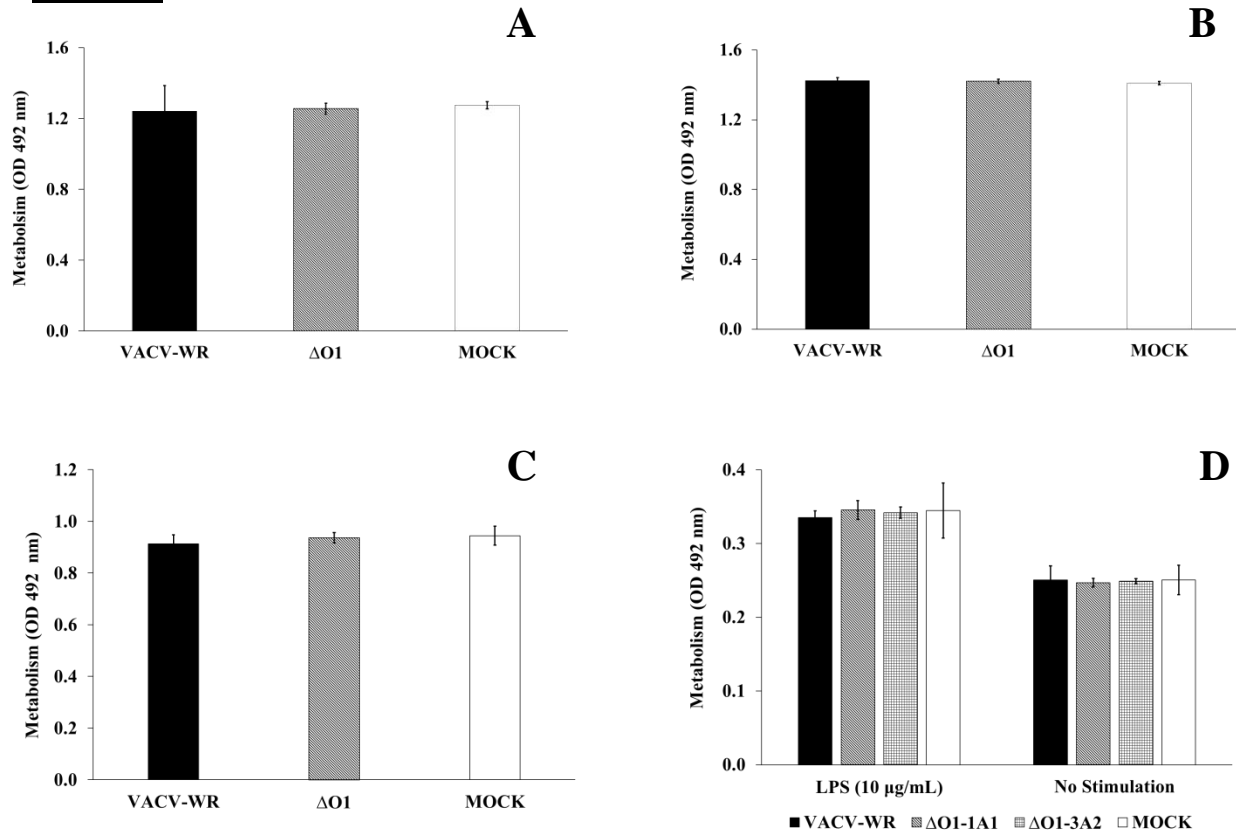 A
Metabolsim (OD 492 nm)
1.6
1.2
0.8
0.4
0.0
VACV-WR ΔO1 MOCK
B
Metabolism (OD 492 nm)
1.6
1.2
0.8
0.4
0.0
VACV-WR ΔO1 MOCK
C
Metabolism (OD 492 nm)
1.2
1.0
0.8
0.6
0.4
0.2
0.0
VACV-WR ΔO1 MOCK
D
Metabolism (OD 492 nm)
0.4
0.3
0.2
0.1
0.0
LPS (10 µg/mL) No Stimulation
VACV-WR ΔO1-1A1 ΔO1-3A2 MOCK